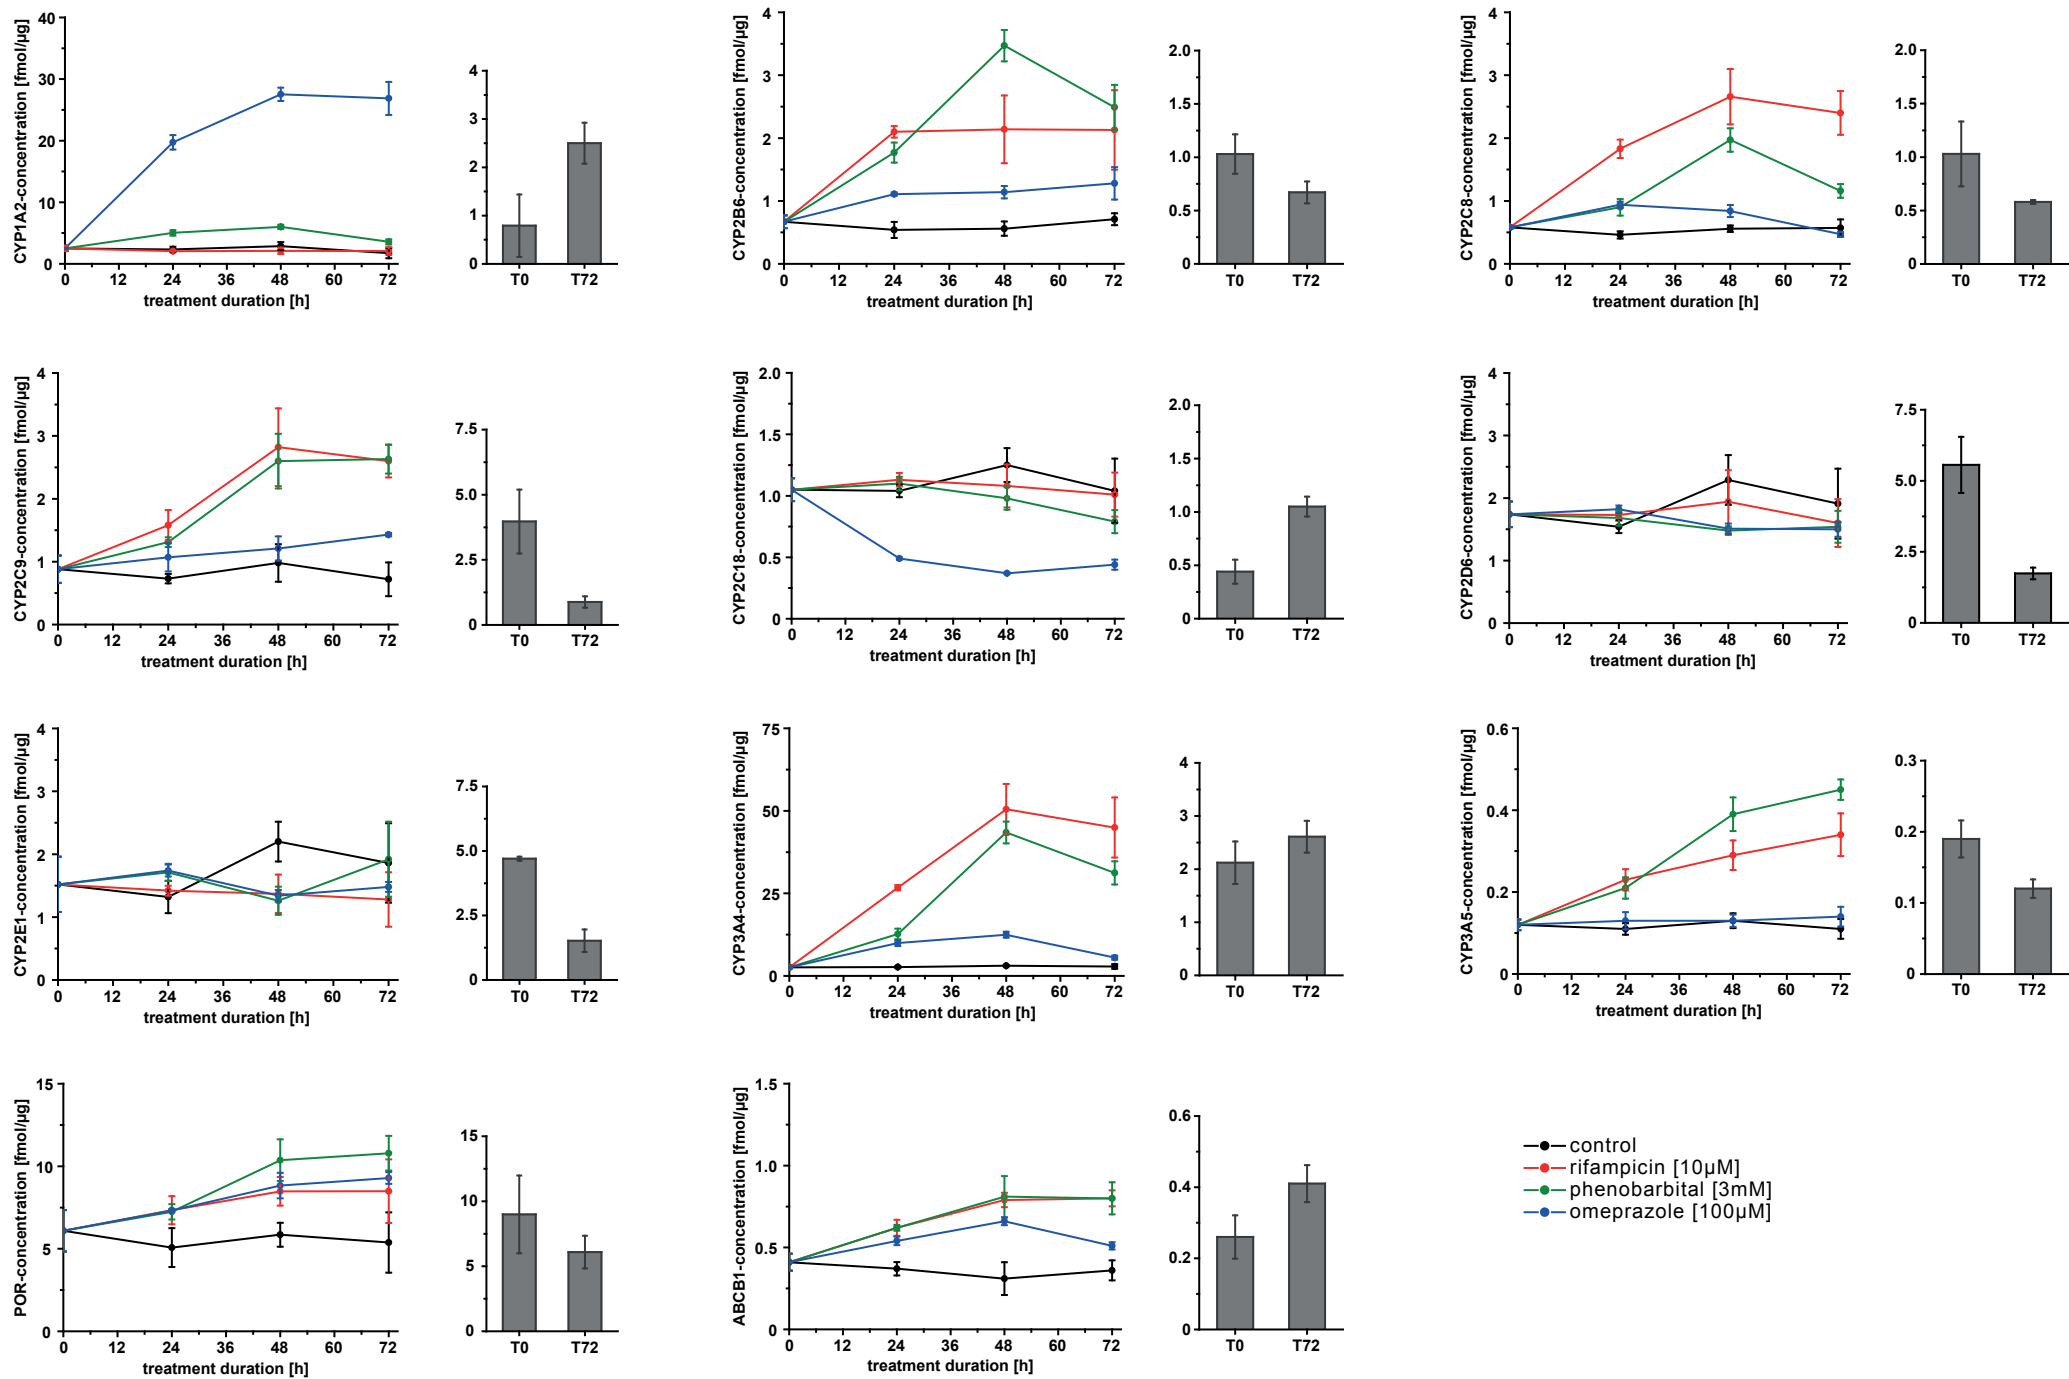 CYP1A2-concentration [fmol/µg]
40
30
20
10
0
0 12 24 36 48 60 72
treatment duration [h]
4
3
2
1
0
T0 T72
CYP2B6-concentration [fmol/µg]
4
3
2
1
0
0 12 24 36 48 60 72
treatment duration [h]
2.0
1.5
1.0
0.5
0
T0 T72
CYP2C8-concentration [fmol/µg]
4
3
2
1
0
0 12 24 36 48 60 72
treatment duration [h]
2.0
1.5
1.0
0.5
0
T0 T72
CYP2C9-concentration [fmol/µg]
4
3
2
1
0
0 12 24 36 48 60 72
treatment duration [h]
7.5
5.0
2.5
0
T0 T72
CYP2C18-concentration [fmol/µg]
2.0
1.5
1.0
0.5
0
0 12 24 36 48 60 72
treatment duration [h]
2.0
1.5
1.0
0.5
0
T0 T72
CYP2D6-concentration [fmol/µg]
4
3
2
1
0
0 12 24 36 48 60 72
treatment duration [h]
7.5
5.0
2.5
0
T0 T72
CYP2E1-concentration [fmol/µg]
4
3
2
1
0
0 12 24 36 48 60 72
treatment duration [h]
7.5
5.0
2.5
0
T0 T72
CYP3A4-concentration [fmol/µg]
75
50
25
0
0 12 24 36 48 60 72
treatment duration [h]
4
3
2
1
0
T0 T72
CYP3A5-concentration [fmol/µg]
0.6
0.4
0.2
0
0 12 24 36 48 60 72
treatment duration [h]
0.3
0.2
0.1
0
T0 T72
POR-concentration [fmol/µg]
15
10
5
0
0 12 24 36 48 60 72
treatment duration [h]
15
10
5
0
T0 T72
ABCB1-concentration [fmol/µg]
1.5
1.0
0.5
0
0 12 24 36 48 60 72
treatment duration [h]
0.6
0.4
0.2
0
T0 T72
control
rifampicin [10µM]
phenobarbital [3mM]
omeprazole [100µM]